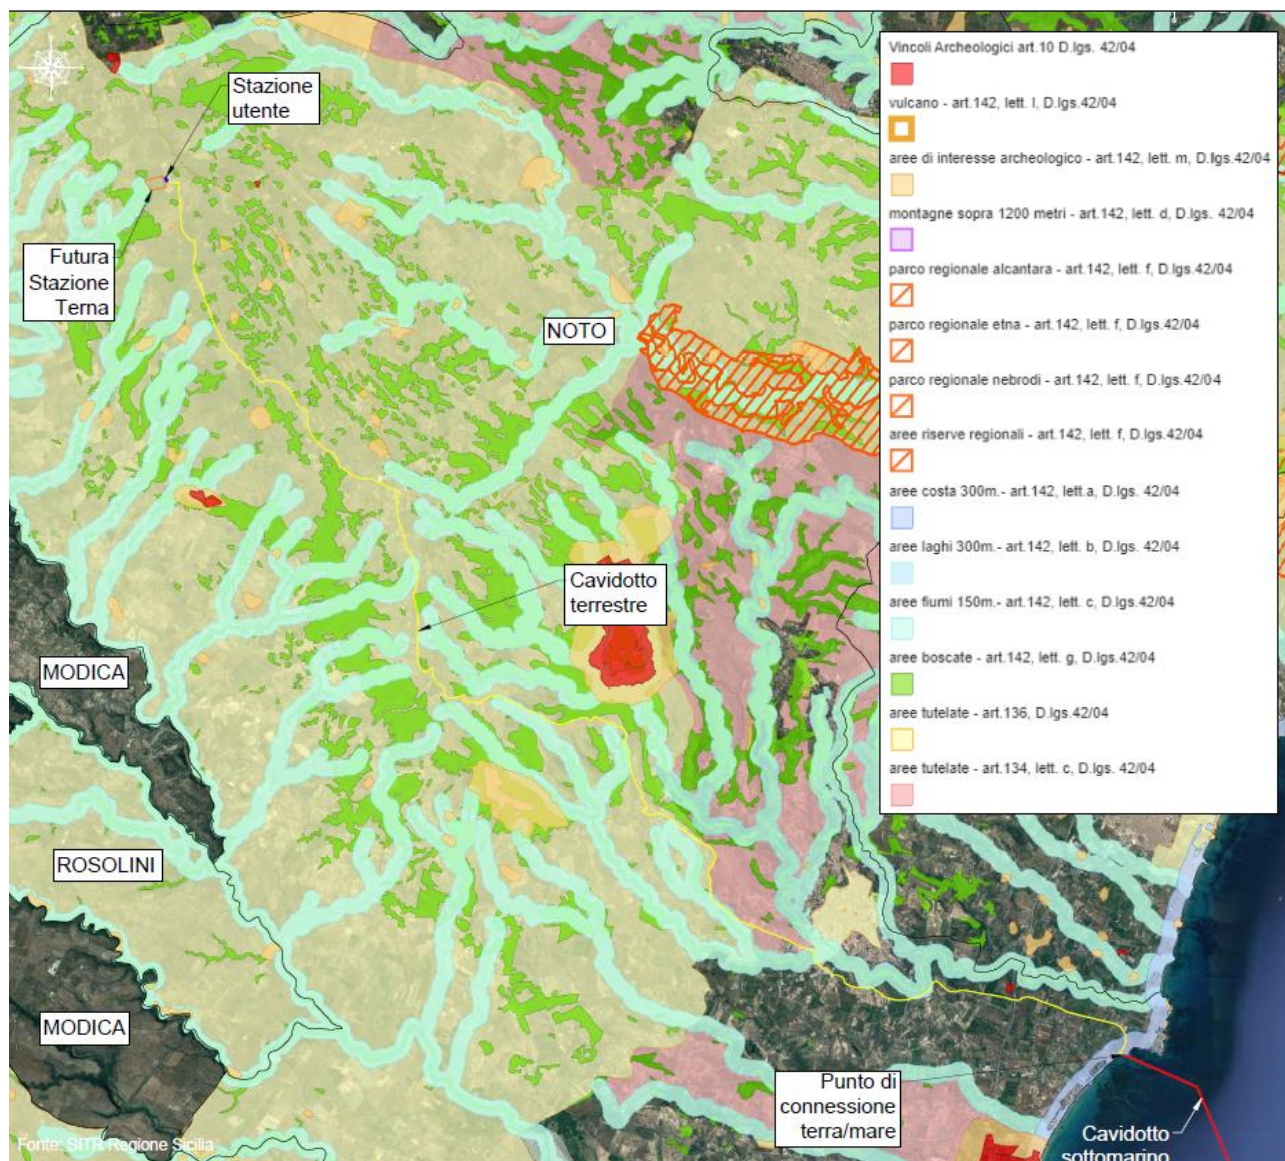 Stazione
utente
Futura
Stazione
Terna
NOTO
Cavidotto
terrestre
MODICA
ROSOLINI
MODICA
Punto di
connessione
terra/mare
Cavidotto
sottomarino
Fonte: SITR Regione Sicilia
Vincoli Archeologici art.10 D.lgs. 42/04
vulcano - art.142, lett. l, D.lgs.42/04
aree di interesse archeologico - art.142, lett. m, D.lgs.42/04
montagne sopra 1200 metri - art.142, lett. d, D.lgs. 42/04
parco regionale alcantara - art.142, lett. f, D.lgs.42/04
parco regionale etna - art.142, lett. f, D.lgs.42/04
parco regionale nebrodi - art.142, lett. f, D.lgs.42/04
aree riserve regionali - art.142, lett. f, D.lgs.42/04
aree costa 300m.- art.142, lett.a, D.lgs. 42/04
aree laghi 300m.- art.142, lett. b, D.lgs. 42/04
aree fiumi 150m.- art.142, lett. c, D.lgs.42/04
aree boscate - art.142, lett. g, D.lgs.42/04
aree tutelate - art.136, D.lgs.42/04
aree tutelate - art.134, lett. c, D.lgs. 42/04